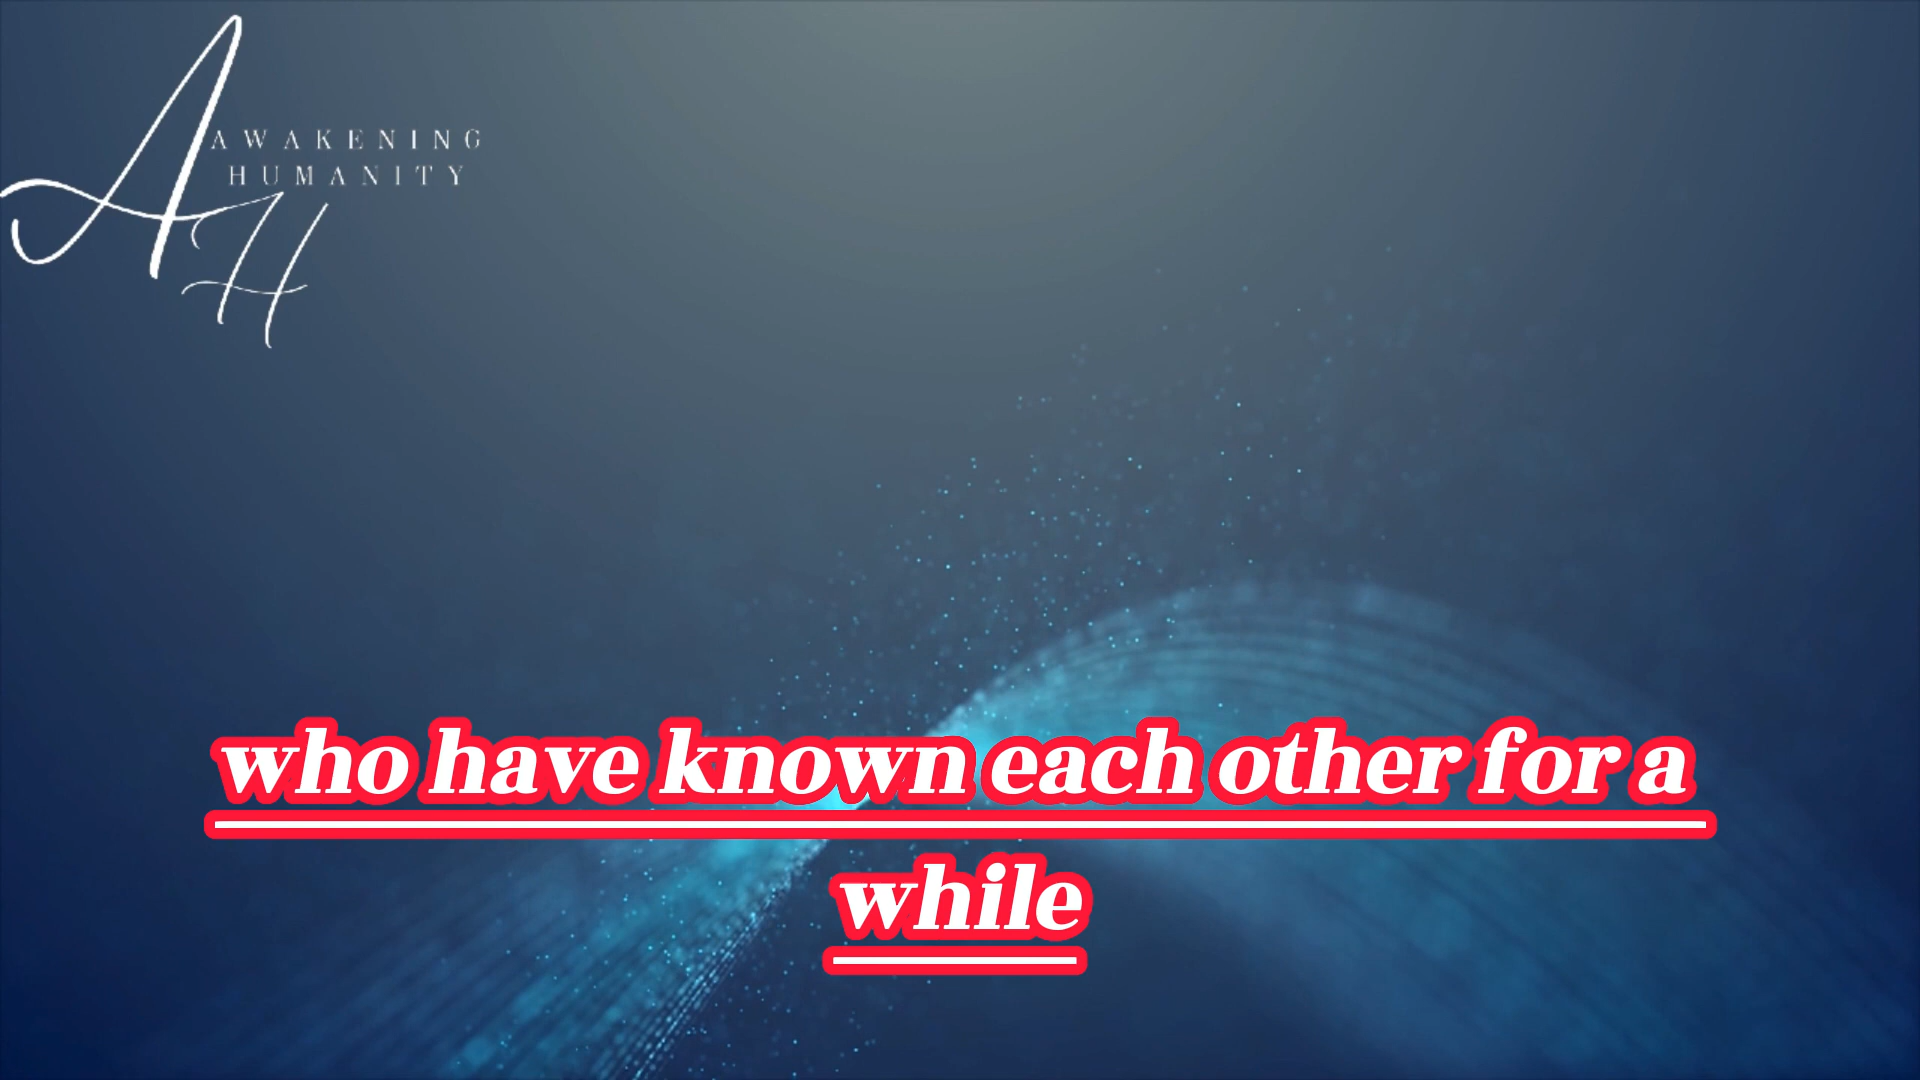 A
AWAKENING
HUMANITY
H
who have known each other for a
while